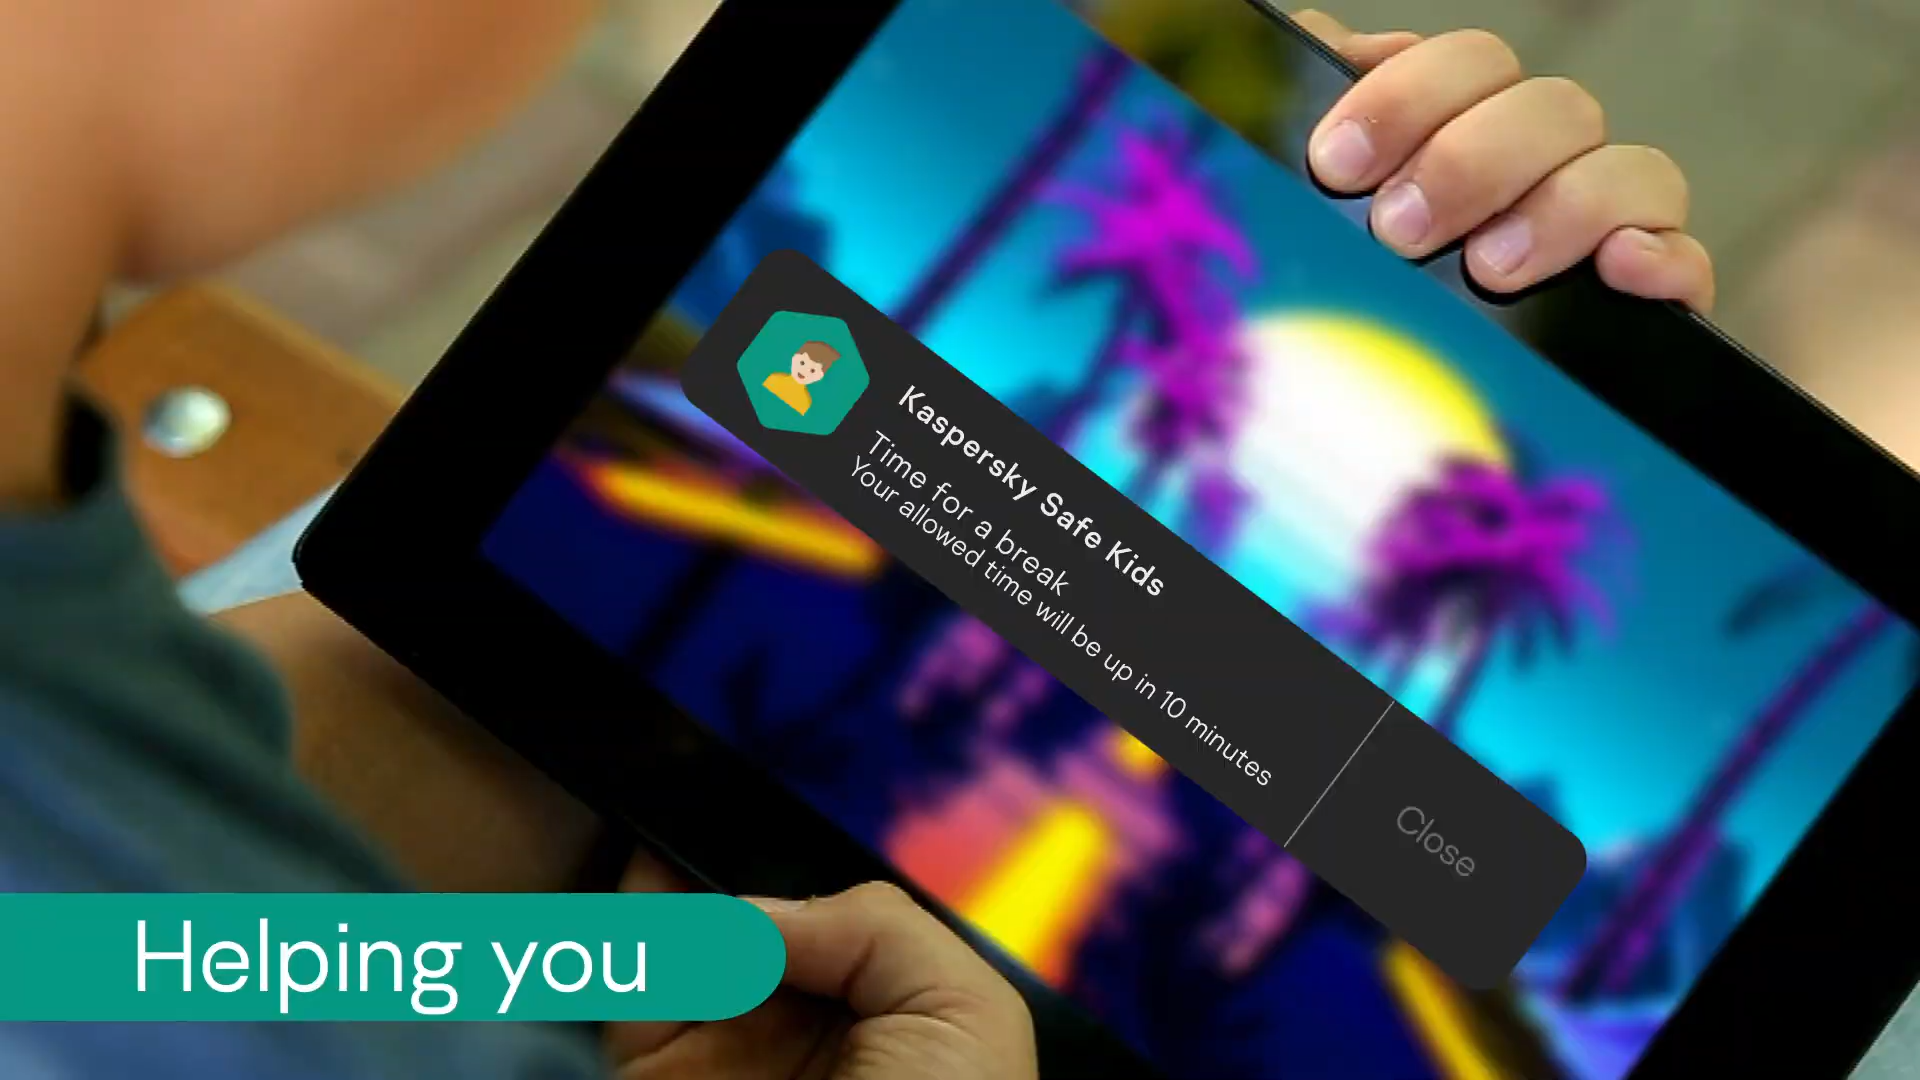 Kaspersky Safe Kids
Time for a break
Your allowed time will be up in 10 minutes
Close
Helping you